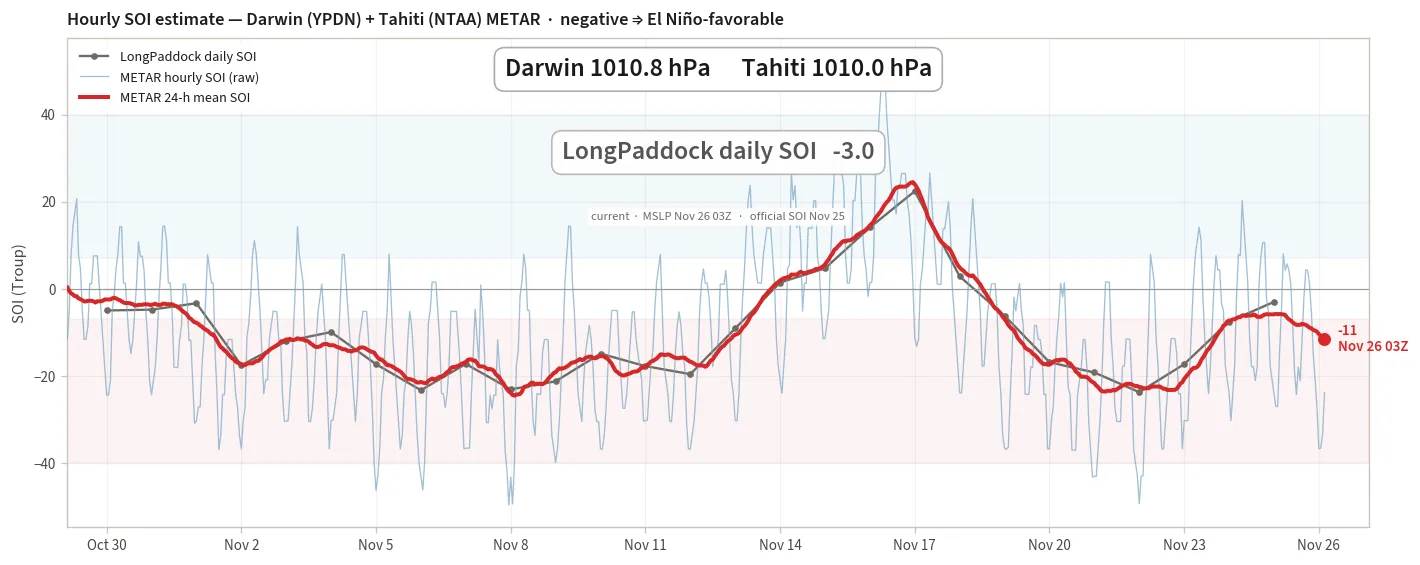 Hourly SOI estimate — Darwin (YPDN) + Tahiti (NTAA) METAR · negative ⇒ El Niño-favorable
LongPaddock daily SOI
METAR hourly SOI (raw)
METAR 24-h mean SOI
Darwin 1010.8 hPa Tahiti 1010.0 hPa
LongPaddock daily SOI -3.0
current · MSLP Nov 26 03Z · official SOI Nov 25
SOI (Troup)
40
20
0
−20
−40
-11
Nov 26 03Z
Oct 30 Nov 2 Nov 5 Nov 8 Nov 11 Nov 14 Nov 17 Nov 20 Nov 23 Nov 26